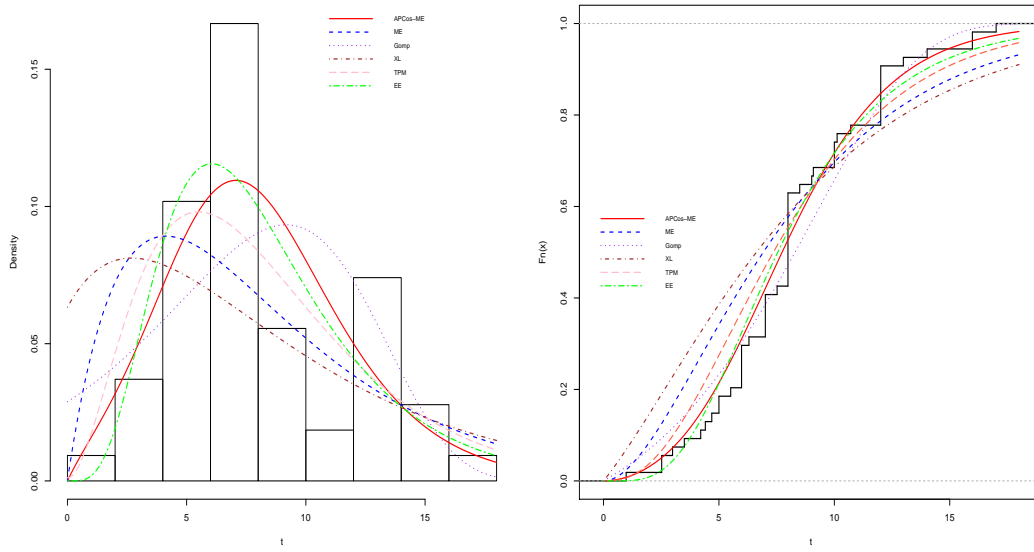 APCos-ME
ME
Gomp
XL
TPM
EE
Density
0.00
0.05
0.10
0.15
0 5 10 15
t
APCos-ME
ME
Gomp
XL
TPM
EE
Fn(x)
0.0
0.2
0.4
0.6
0.8
1.0
0 5 10 15
t